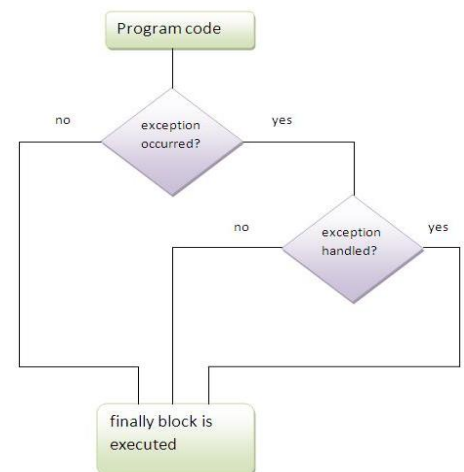 Program code
no
yes
exception
occurred?
no
yes
exception
handled?
finally block is
executed